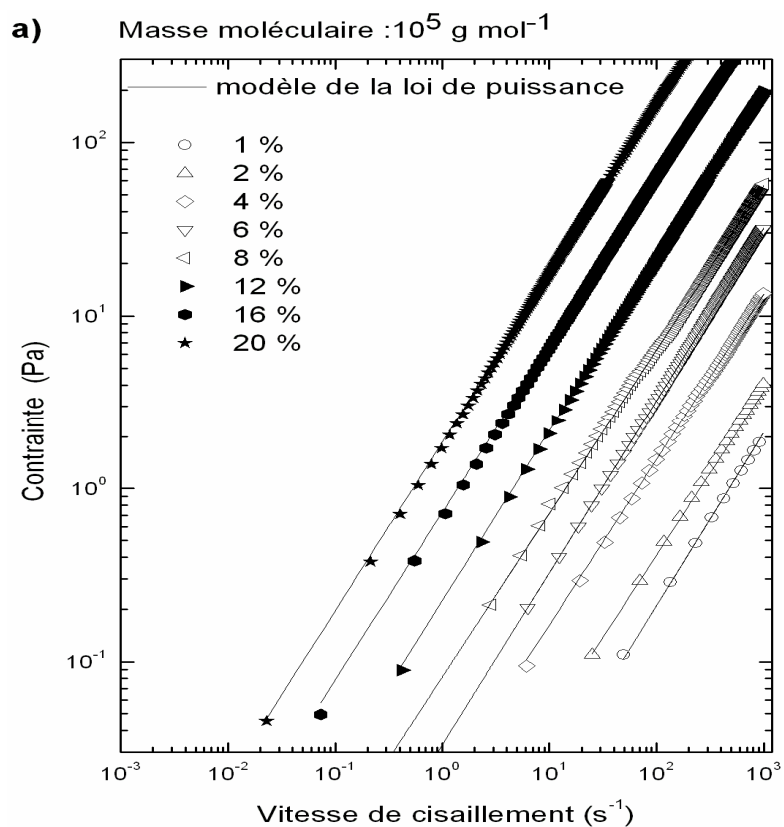 a) Masse moléculaire :10⁵ g mol⁻¹
modèle de la loi de puissance
1 %
2 %
4 %
6 %
8 %
12 %
16 %
20 %
Contrainte (Pa)
10²
10¹
10⁰
10⁻¹
10⁻³ 10⁻² 10⁻¹ 10⁰ 10¹ 10² 10³
Vitesse de cisaillement (s⁻¹)